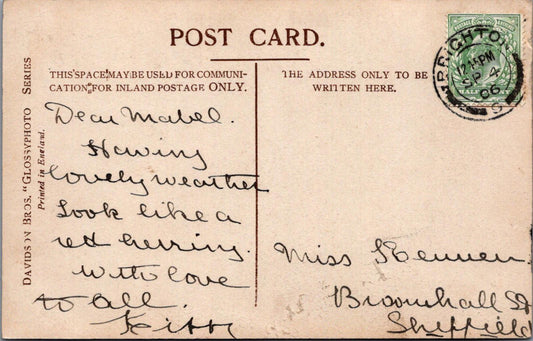 POST CARD.
THIS SPACE MAY BE USED FOR COMMUNI-
CATION FOR INLAND POSTAGE ONLY.
THE ADDRESS ONLY TO BE
WRITTEN HERE.
DAVIDSON BROS. "GLOSSYPHOTO SERIES
Printed in England.
BRIGHTON
PM
SP 4
06
Dear Mabel.
Having
lovely weather
Look like a
red herring.
With love
to all.
Kitty
Miss
Broomhall St
Sheffield